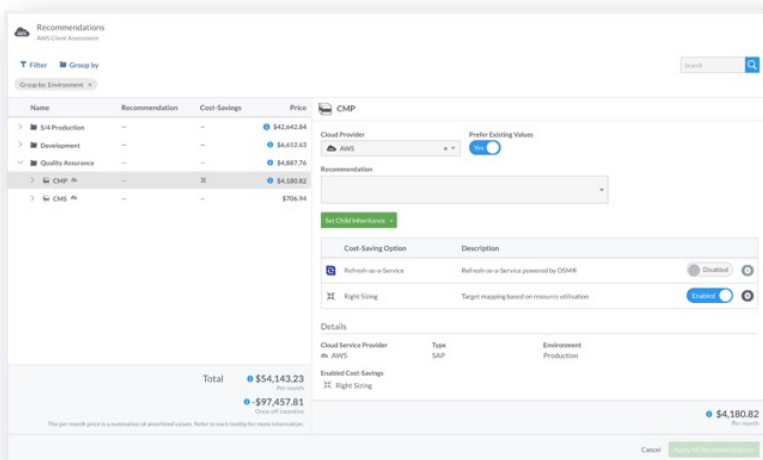 aws
Recommendations
AWS Client Assessment
Filter
Group by
Search
Group by: Environment ×
Name Recommendation Cost-Savings Price
S/4 Production – – $42,642.84
Development – – $6,612.63
Quality Assurance – – $4,887.76
CMP – $4,180.82
CMS – – $706.94
Total $54,143.23
Per month
-$97,457.81
Once-off Incentive
The per month price is a summation of amortized values. Refer to each tooltip for more information.
CMP
Cloud Provider Prefer Existing Values
AWS × Yes
Recommendation
Set Child Inheritance
Cost-Saving Option Description
Refresh-as-a-Service Refresh-as-a-Service powered by OSM® Disabled
Right Sizing Target mapping based on resource utilisation Enabled
Details
Cloud Service Provider Type Environment
AWS SAP Production
Enabled Cost-Savings
Right Sizing
$4,180.82
Per month
Cancel Apply All Recommendations